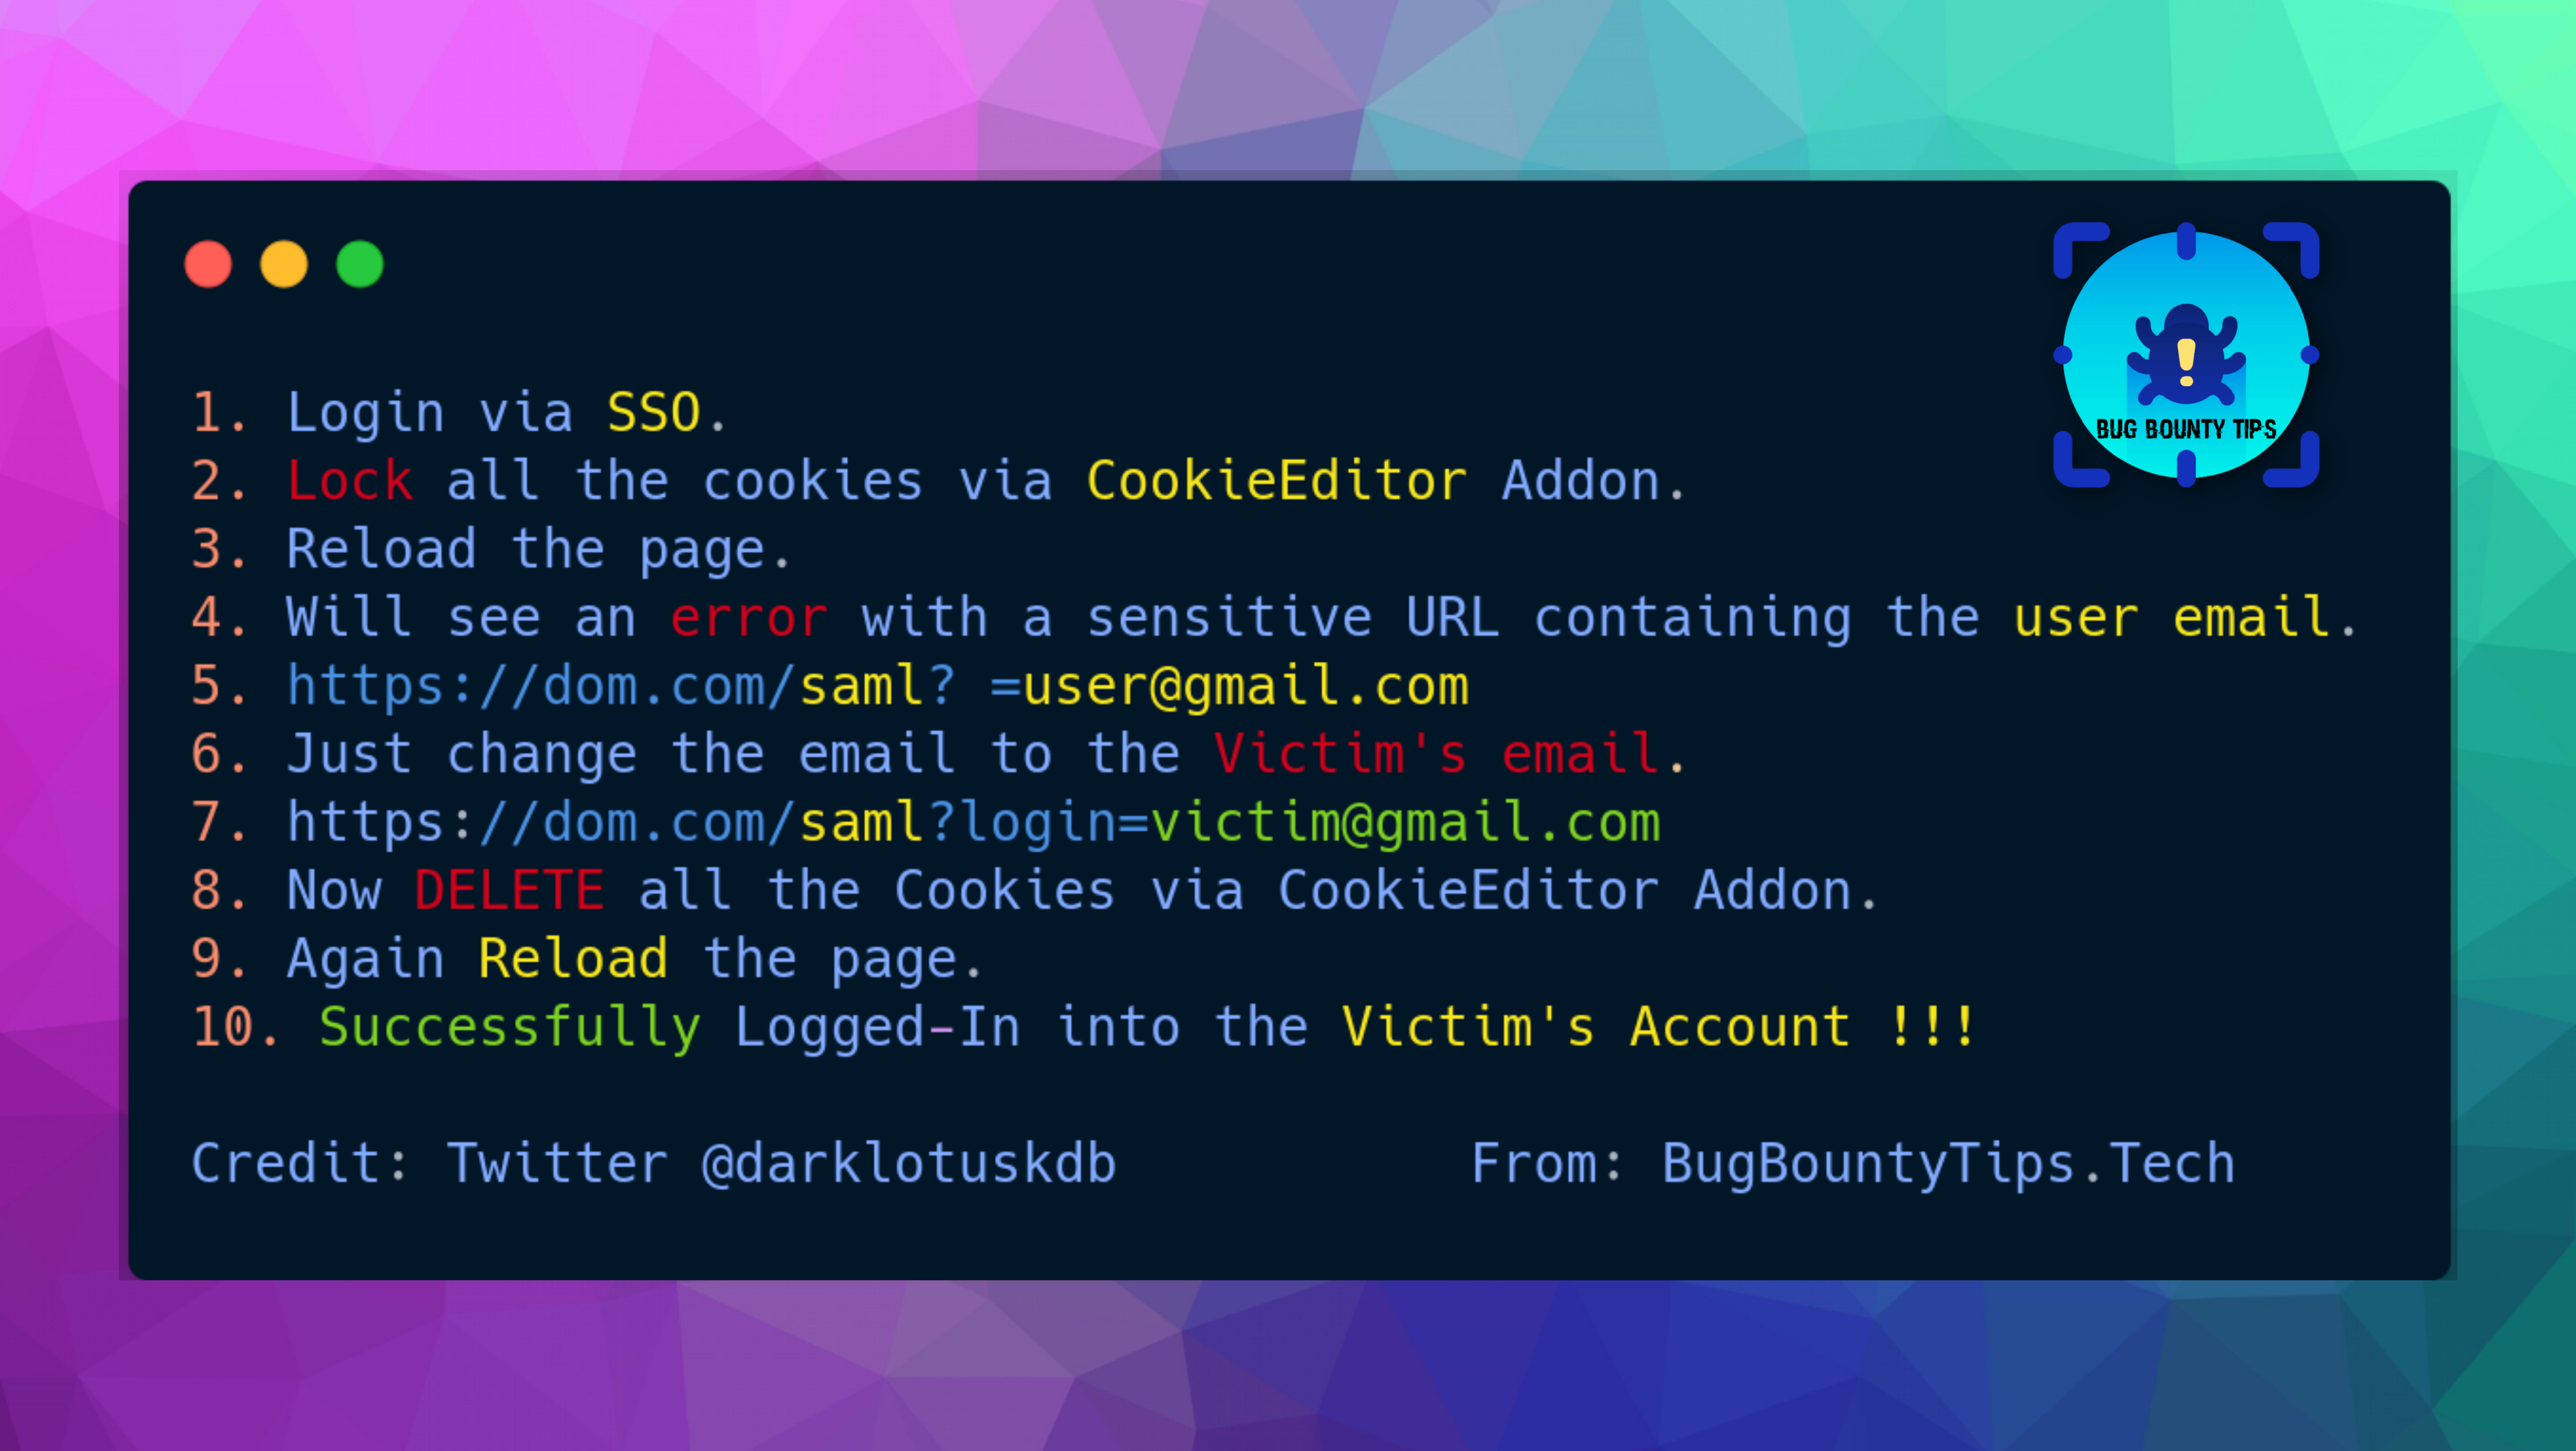 BUG BOUNTY TIPS
1. Login via SSO.
2. Lock all the cookies via CookieEditor Addon.
3. Reload the page.
4. Will see an error with a sensitive URL containing the user email.
5. https://dom.com/saml? =user@gmail.com
6. Just change the email to the Victim's email.
7. https://dom.com/saml?login=victim@gmail.com
8. Now DELETE all the Cookies via CookieEditor Addon.
9. Again Reload the page.
10. Successfully Logged-In into the Victim's Account !!!
Credit: Twitter @darklotuskdb From: BugBountyTips.Tech